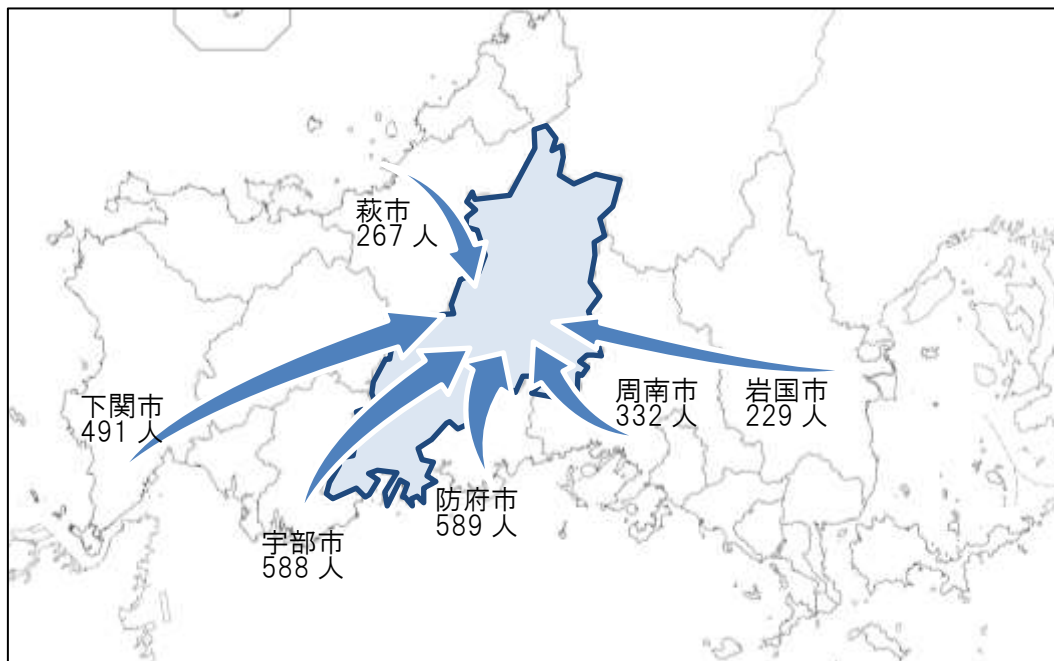 萩市
267 人
下関市
491 人
周南市
332 人
岩国市
229 人
防府市
589 人
宇部市
588 人